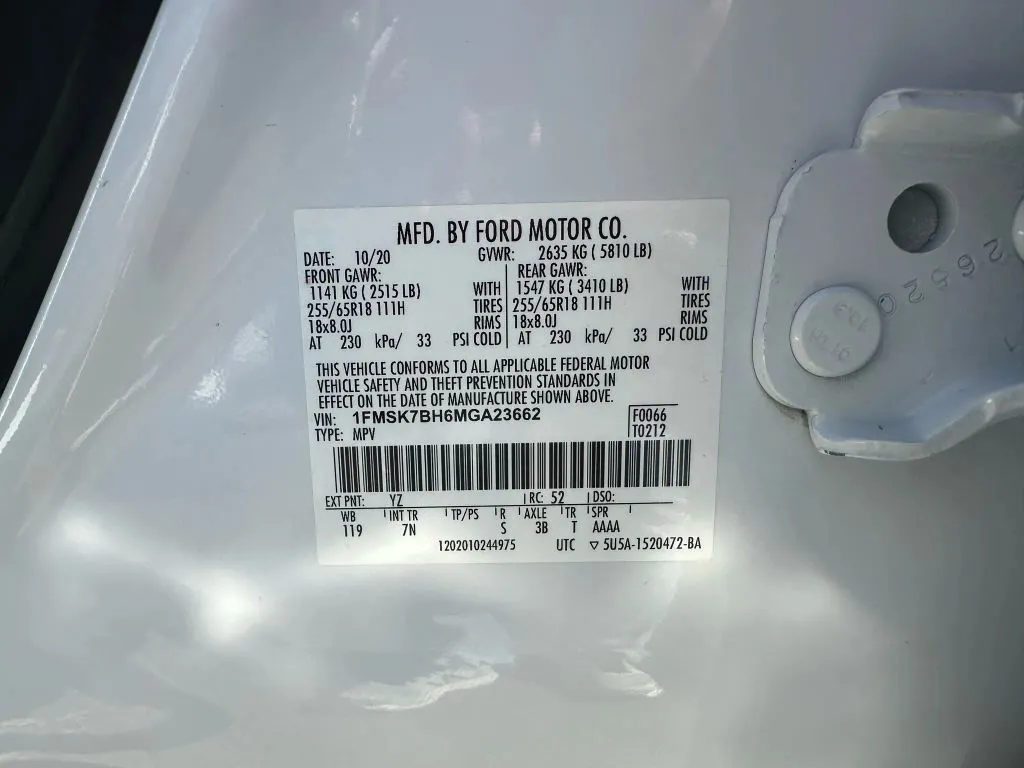 MFD. BY FORD MOTOR CO.
DATE: 10/20 GVWR: 2635 KG ( 5810 LB)
FRONT GAWR: REAR GAWR:
1141 KG ( 2515 LB) WITH 1547 KG ( 3410 LB) WITH
255/65R18 111H TIRES 255/65R18 111H TIRES
18x8.0J RIMS 18x8.0J RIMS
AT 230 kPa/ 33 PSI COLD AT 230 kPa/ 33 PSI COLD
THIS VEHICLE CONFORMS TO ALL APPLICABLE FEDERAL MOTOR
VEHICLE SAFETY AND THEFT PREVENTION STANDARDS IN
EFFECT ON THE DATE OF MANUFACTURE SHOWN ABOVE.
VIN: 1FMSK7BH6MGA23662 F0066
TYPE: MPV T0212
EXT PNT: YZ RC: 52 DSO:
WB INT TR TP/PS R AXLE TR SPR
119 7N S 3B T AAAA
1202010244975 UTC ▽ 5U5A-1520472-BA
26520